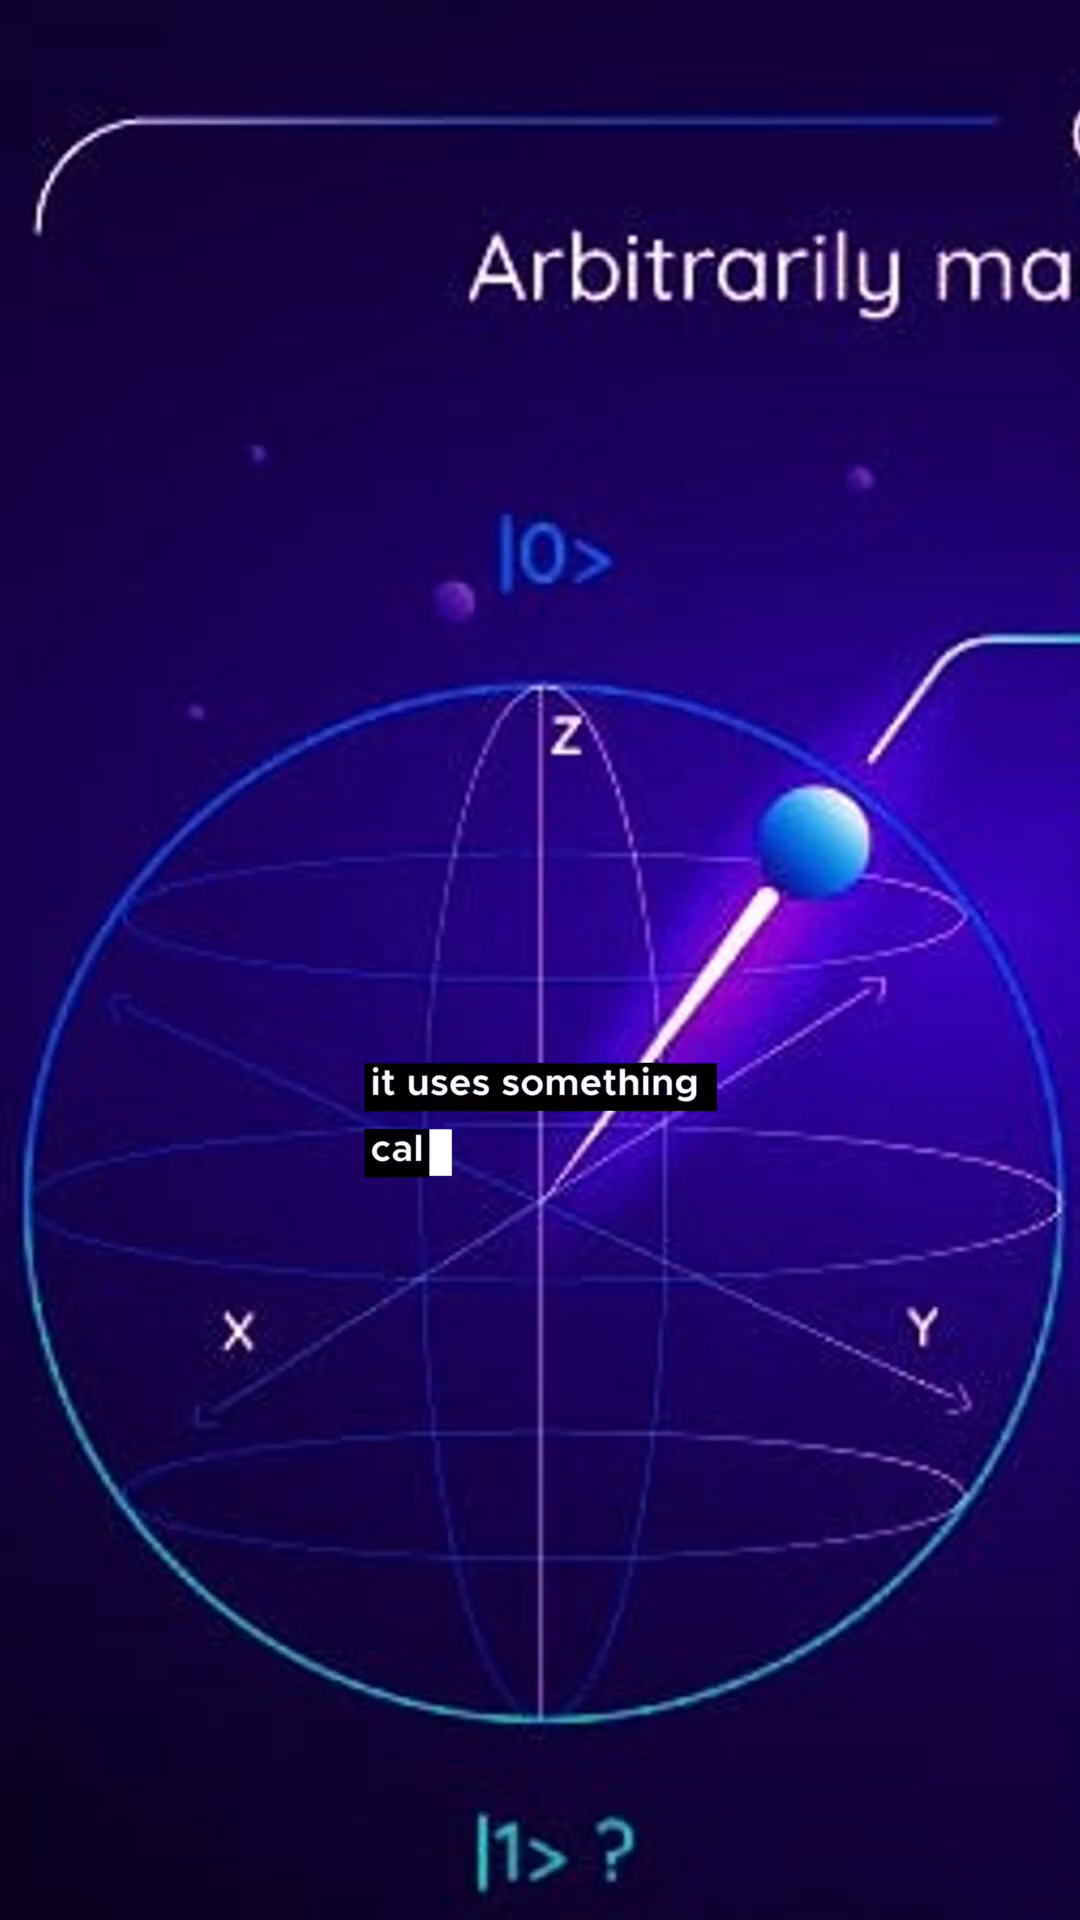 Arbitrarily ma
|0>
Z
it uses something
cal
X
Y
|1> ?